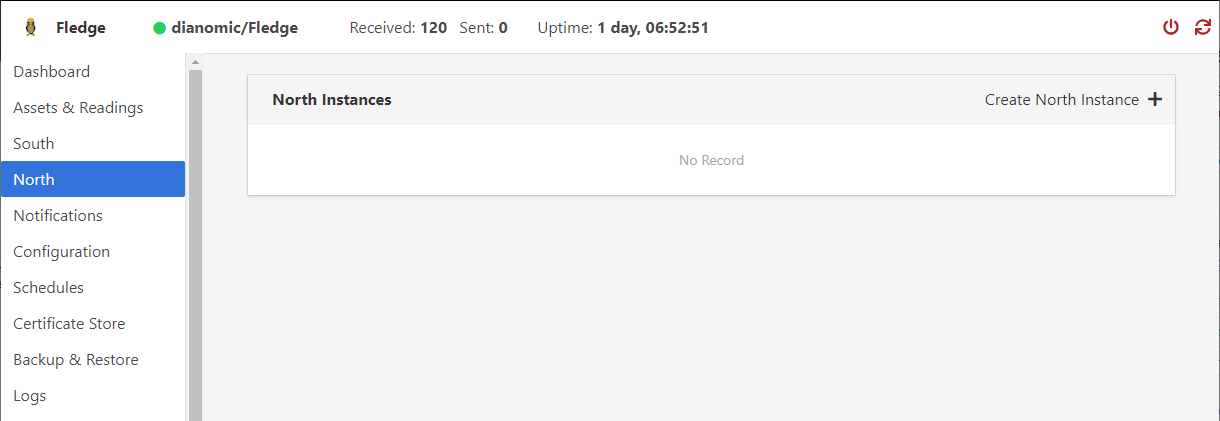 Fledge dianomic/Fledge Received: 120 Sent: 0 Uptime: 1 day, 06:52:51
Dashboard
Assets & Readings
South
North
Notifications
Configuration
Schedules
Certificate Store
Backup & Restore
Logs
North Instances Create North Instance
No Record